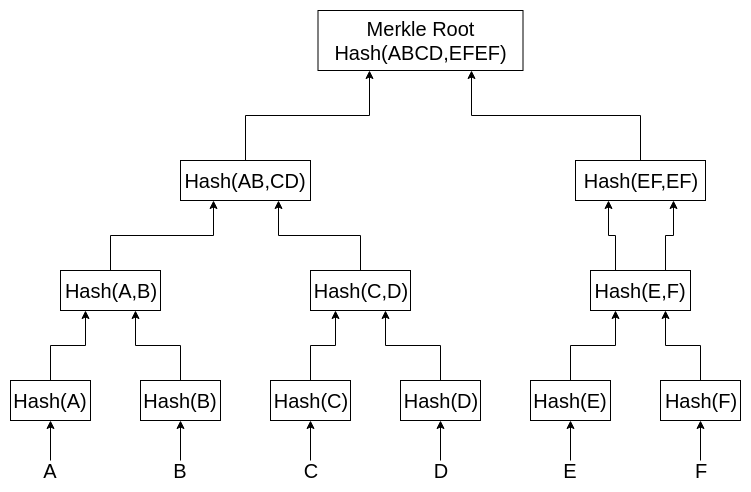 Merkle Root
Hash(ABCD,EFEF)
Hash(AB,CD)
Hash(EF,EF)
Hash(A,B)
Hash(C,D)
Hash(E,F)
Hash(A)
Hash(B)
Hash(C)
Hash(D)
Hash(E)
Hash(F)
A
B
C
D
E
F